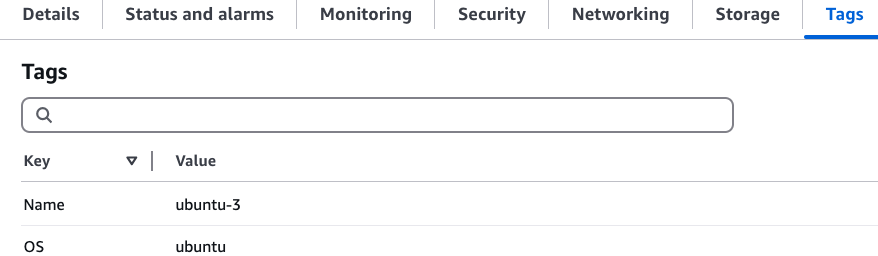 Details Status and alarms Monitoring Security Networking Storage Tags
Tags
Key Value
Name ubuntu-3
OS ubuntu